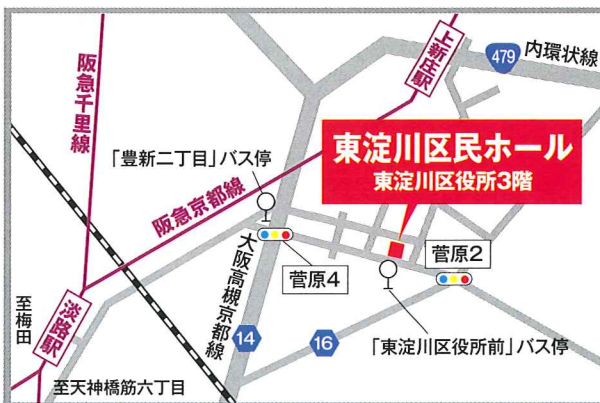 上新庄駅
479
内環状線
阪急千里線
「豊新二丁目」バス停
東淀川区民ホール
東淀川区役所3階
阪急京都線
大阪高槻京都線
菅原4
菅原2
至梅田
淡路駅
14
16
「東淀川区役所前」バス停
至天神橋筋六丁目